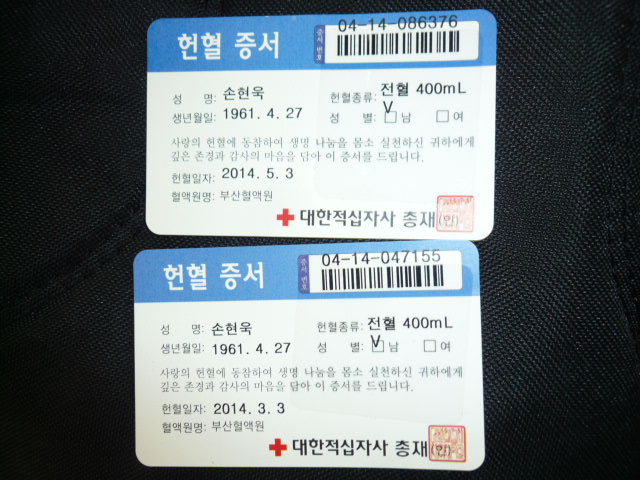 헌혈 증서
증서 번호
04-14-086376
성 명: 손현욱
헌혈종류: 전혈 400mL
생년월일: 1961. 4. 27
성 별: V남 □여
사랑의 헌혈에 동참하여 생명 나눔을 몸소 실천하신 귀하에게
깊은 존경과 감사의 마음을 담아 이 증서를 드립니다.
헌혈일자: 2014. 5. 3
혈액원명: 부산혈액원
대한적십자사 총재(인)
헌혈 증서
증서 번호
04-14-047155
성 명: 손현욱
헌혈종류: 전혈 400mL
생년월일: 1961. 4. 27
성 별: V남 □여
사랑의 헌혈에 동참하여 생명 나눔을 몸소 실천하신 귀하에게
깊은 존경과 감사의 마음을 담아 이 증서를 드립니다.
헌혈일자: 2014. 3. 3
혈액원명: 부산혈액원
대한적십자사 총재(인)